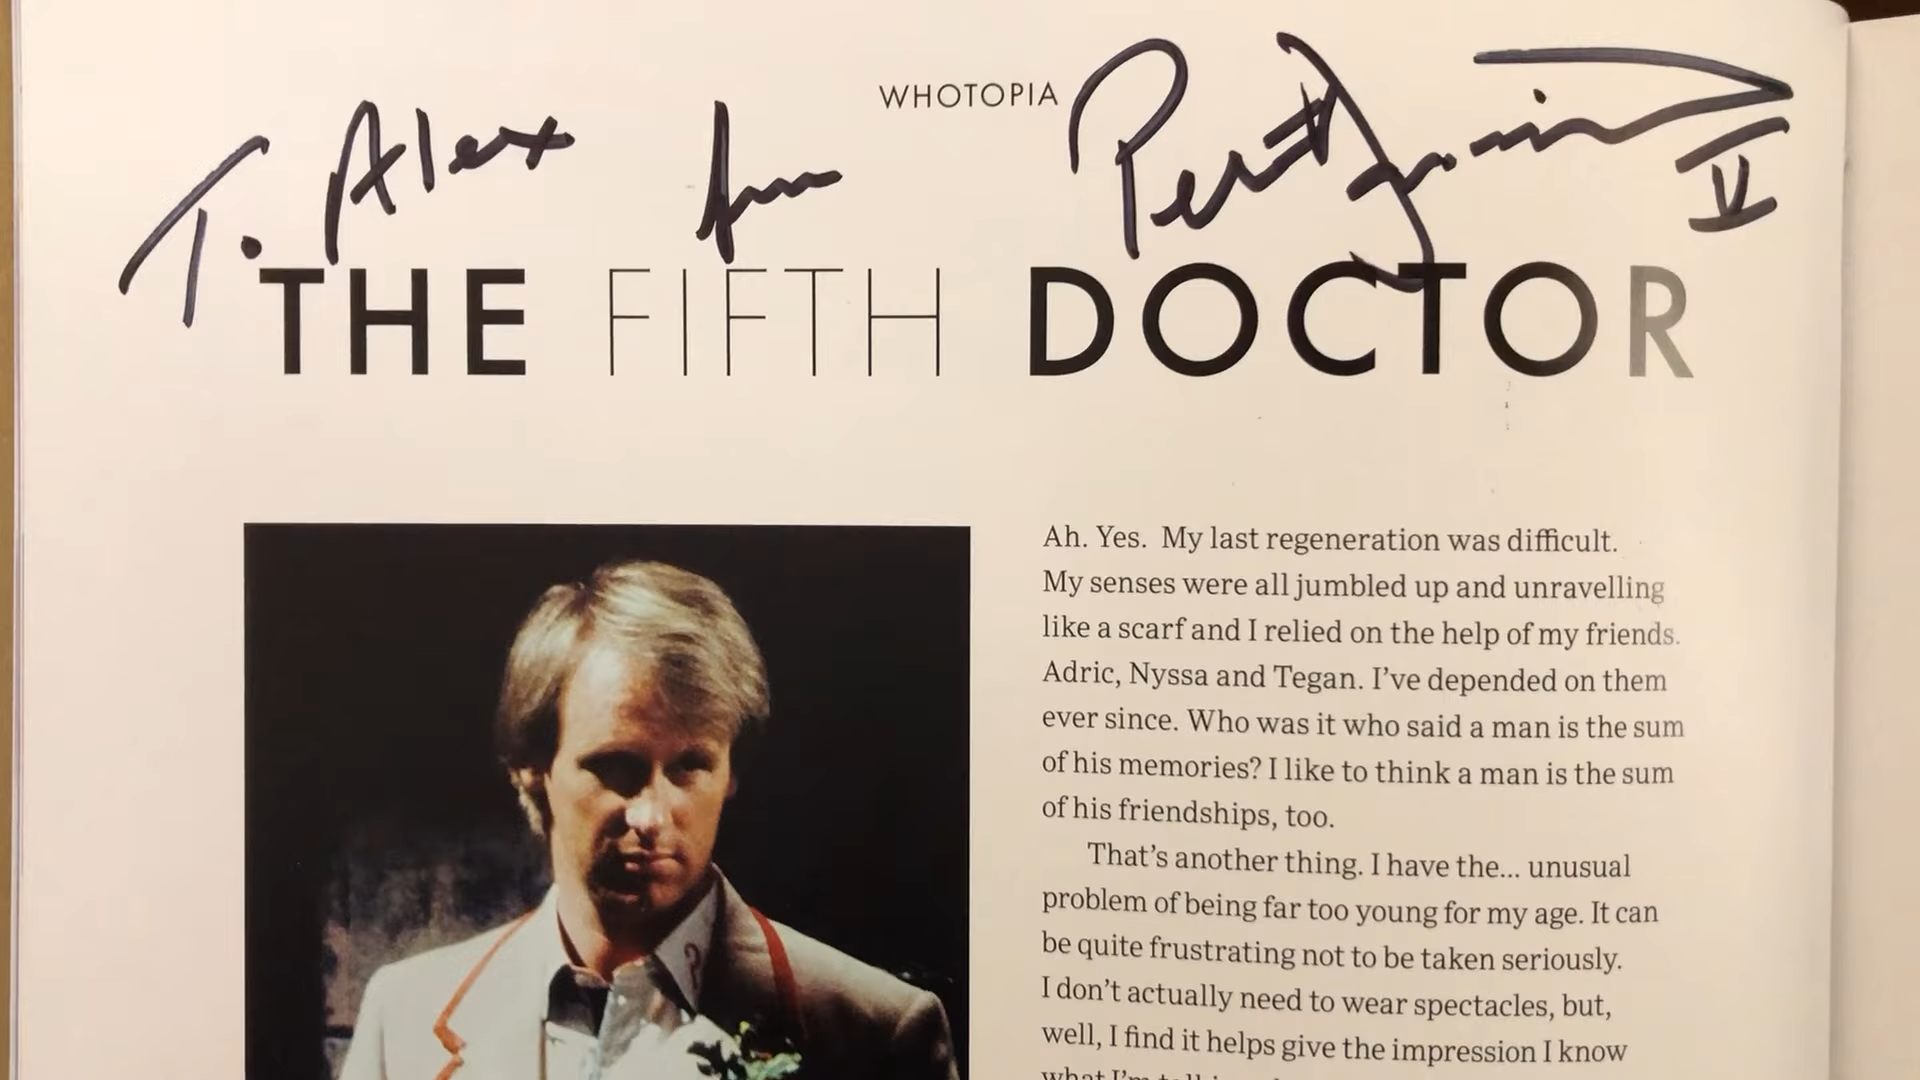 WHOTOPIA
To Alex from Peter Davison V
THE FIFTH DOCTOR
Ah. Yes. My last regeneration was difficult.
My senses were all jumbled up and unravelling
like a scarf and I relied on the help of my friends.
Adric, Nyssa and Tegan. I've depended on them
ever since. Who was it who said a man is the sum
of his memories? I like to think a man is the sum
of his friendships, too.
That's another thing. I have the... unusual
problem of being far too young for my age. It can
be quite frustrating not to be taken seriously.
I don't actually need to wear spectacles, but,
well, I find it helps give the impression I know
what I'm